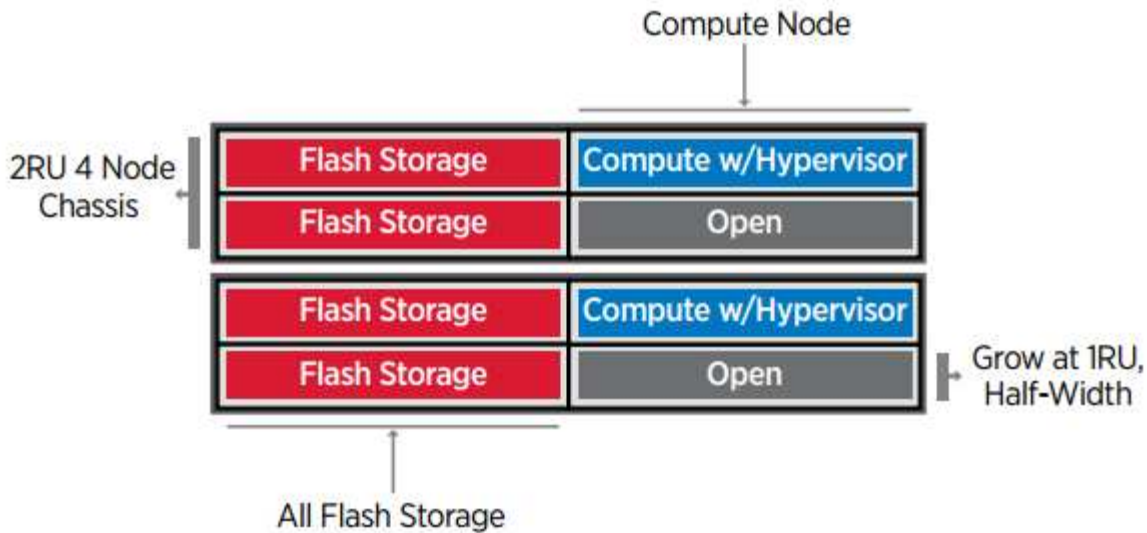 Compute Node
2RU 4 Node
Chassis
Flash Storage
Compute w/Hypervisor
Flash Storage
Open
Flash Storage
Compute w/Hypervisor
Flash Storage
Open
Grow at 1RU,
Half-Width
All Flash Storage